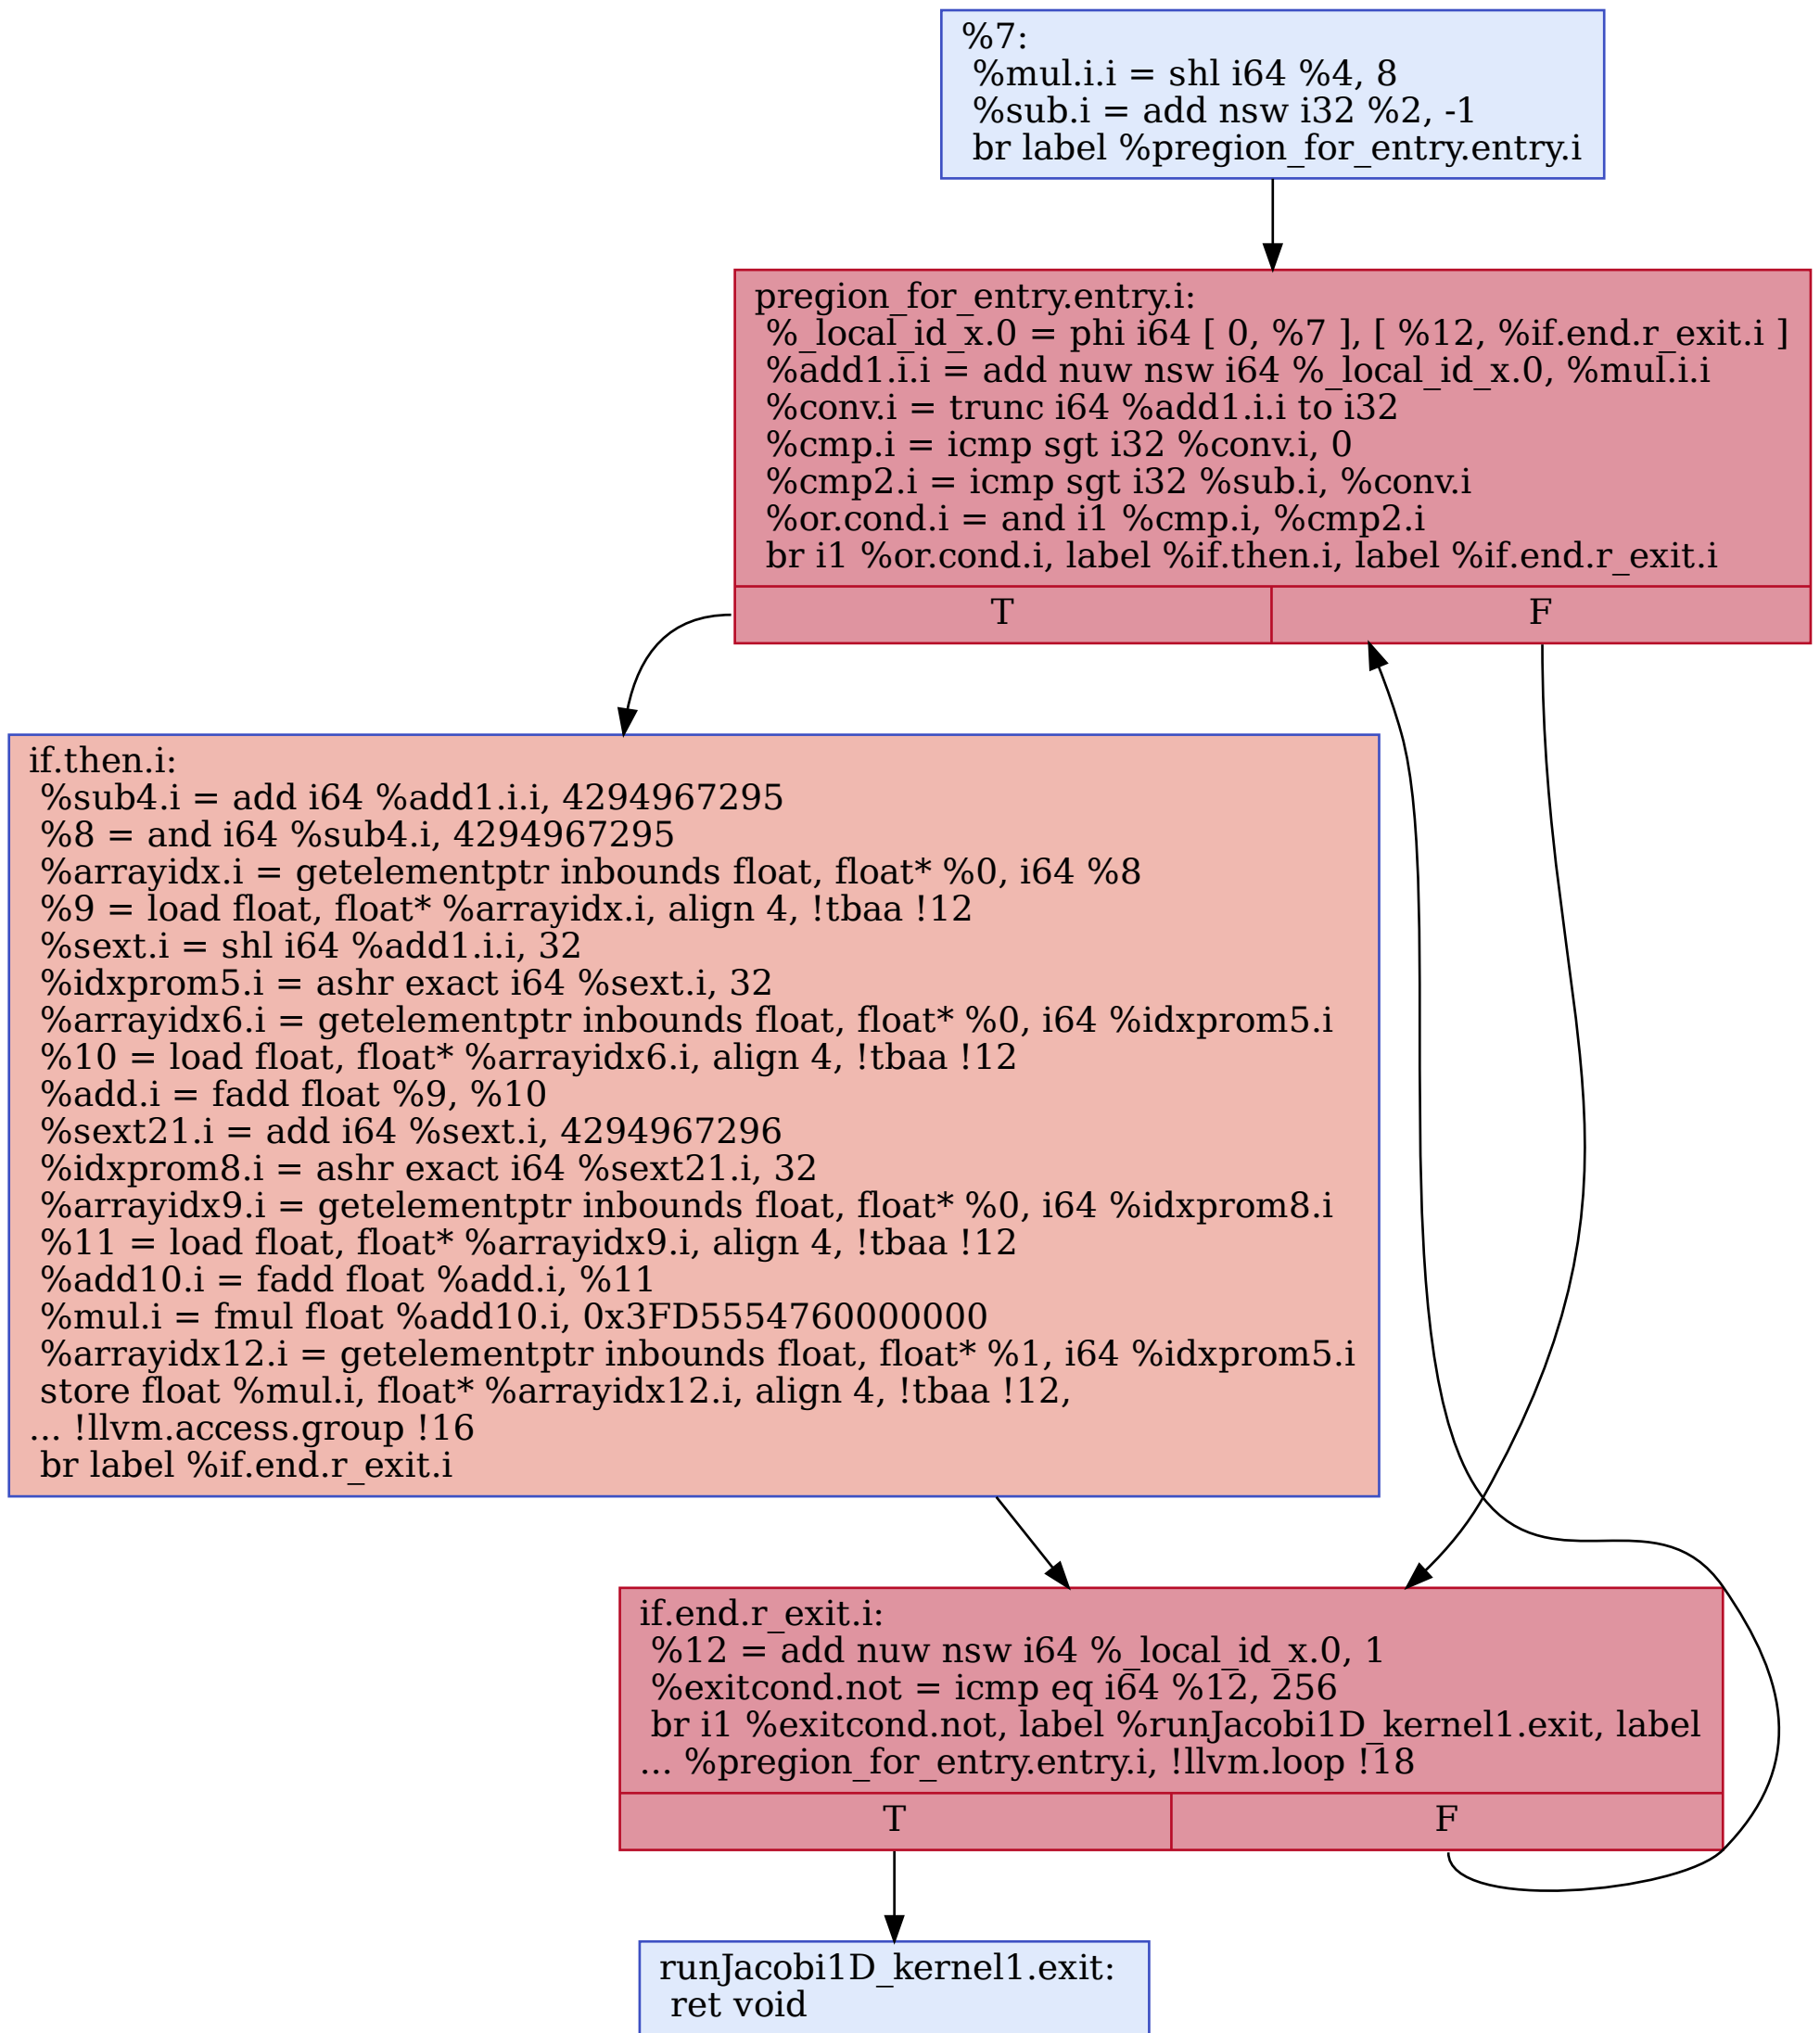 %7:
%mul.i.i = shl i64 %4, 8
%sub.i = add nsw i32 %2, -1
br label %pregion_for_entry.entry.i
pregion_for_entry.entry.i:
%_local_id_x.0 = phi i64 [ 0, %7 ], [ %12, %if.end.r_exit.i ]
%add1.i.i = add nuw nsw i64 %_local_id_x.0, %mul.i.i
%conv.i = trunc i64 %add1.i.i to i32
%cmp.i = icmp sgt i32 %conv.i, 0
%cmp2.i = icmp sgt i32 %sub.i, %conv.i
%or.cond.i = and i1 %cmp.i, %cmp2.i
br i1 %or.cond.i, label %if.then.i, label %if.end.r_exit.i
T
F
if.then.i:
%sub4.i = add i64 %add1.i.i, 4294967295
%8 = and i64 %sub4.i, 4294967295
%arrayidx.i = getelementptr inbounds float, float* %0, i64 %8
%9 = load float, float* %arrayidx.i, align 4, !tbaa !12
%sext.i = shl i64 %add1.i.i, 32
%idxprom5.i = ashr exact i64 %sext.i, 32
%arrayidx6.i = getelementptr inbounds float, float* %0, i64 %idxprom5.i
%10 = load float, float* %arrayidx6.i, align 4, !tbaa !12
%add.i = fadd float %9, %10
%sext21.i = add i64 %sext.i, 4294967296
%idxprom8.i = ashr exact i64 %sext21.i, 32
%arrayidx9.i = getelementptr inbounds float, float* %0, i64 %idxprom8.i
%11 = load float, float* %arrayidx9.i, align 4, !tbaa !12
%add10.i = fadd float %add.i, %11
%mul.i = fmul float %add10.i, 0x3FD5554760000000
%arrayidx12.i = getelementptr inbounds float, float* %1, i64 %idxprom5.i
store float %mul.i, float* %arrayidx12.i, align 4, !tbaa !12,
... !llvm.access.group !16
br label %if.end.r_exit.i
if.end.r_exit.i:
%12 = add nuw nsw i64 %_local_id_x.0, 1
%exitcond.not = icmp eq i64 %12, 256
br i1 %exitcond.not, label %runJacobi1D_kernel1.exit, label
... %pregion_for_entry.entry.i, !llvm.loop !18
T
F
runJacobi1D_kernel1.exit:
ret void